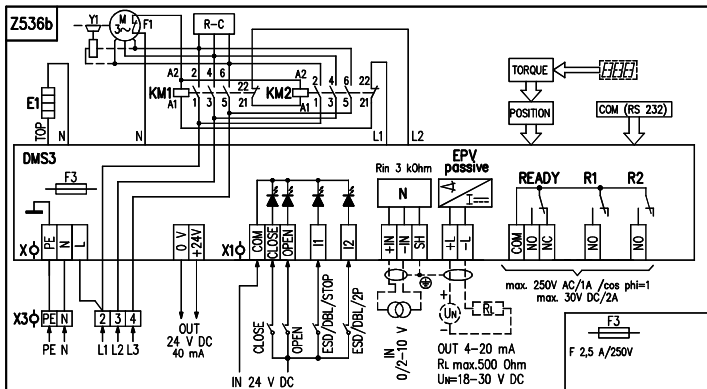 Z536b
Y1
M
3~
F1
R-C
A2
2 4 6
22
A2
2 4 6
22
KM1
KM2
A1
1 3 5
21
A1
1 3 5
21
E1
TOP
N
N
L1
L2
TORQUE
POSITION
COM (RS 232)
DMS3
F3
Rin 3 kOhm
N
EPV
passive
READY R1 R2
X
PE N L
0 V
+24V
X1
COM
CLOSE
OPEN
I1
I2
+IN
-IN
SH
+L
-L
COM
NO
NC
NO
NO
X3
PE N
2 3 4
PE N
L1 L2 L3
OUT
24 V DC
40 mA
CLOSE
OPEN
ESD/DBL/STOP
ESD/DBL/2P
IN 24 V DC
IN
0/2-10 V
+
UN
-
RL
OUT 4-20 mA
RL max.500 Ohm
UN=18-30 V DC
max. 250V AC/1A /cos phi=1
max. 30V DC/2A
F3
F 2,5 A/250V